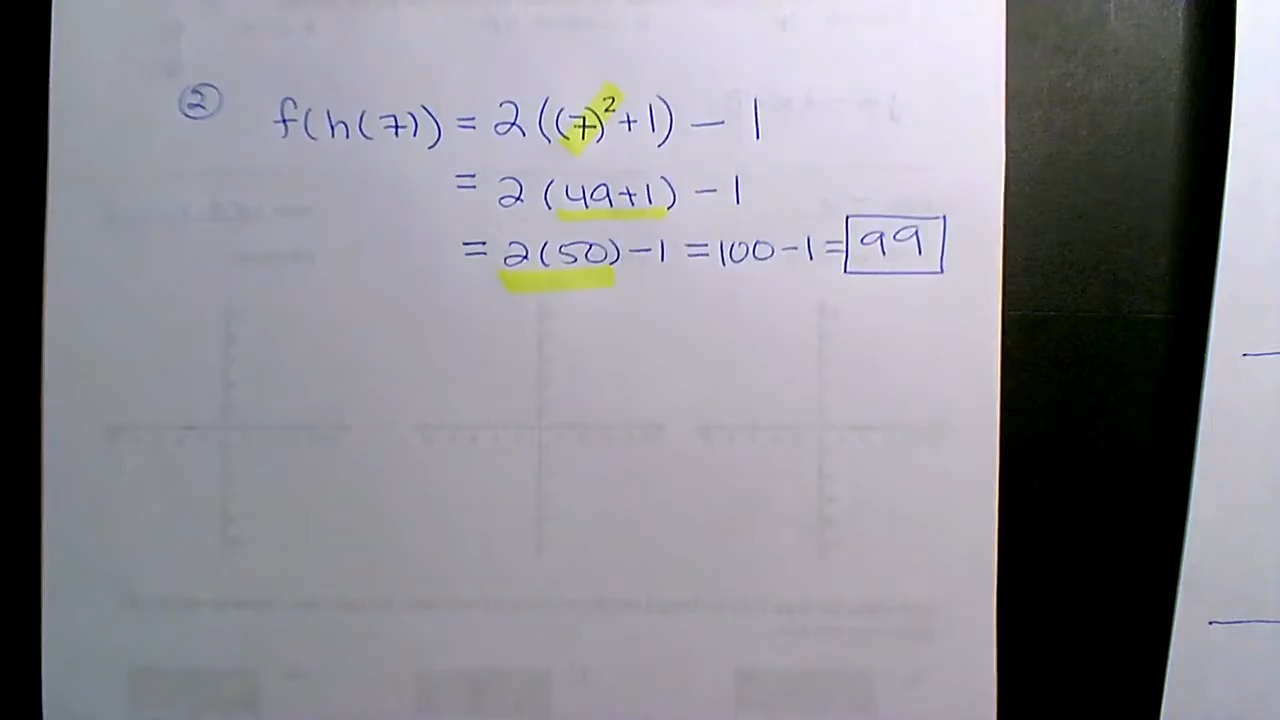 ② f(h(7)) = 2((7)²+1) - 1
= 2(49+1) - 1
= 2(50)-1 = 100-1 = 99